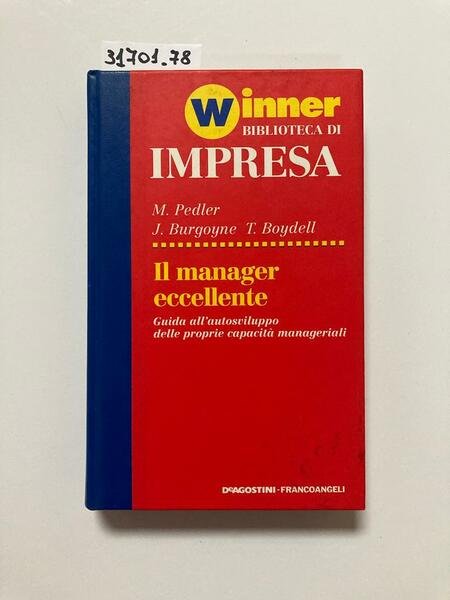 31701.78
Winner
BIBLIOTECA DI
IMPRESA
M. Pedler
J. Burgoyne T. Boydell
Il manager
eccellente
Guida all'autosviluppo
delle proprie capacità manageriali
DEAGOSTINI - FRANCOANGELI